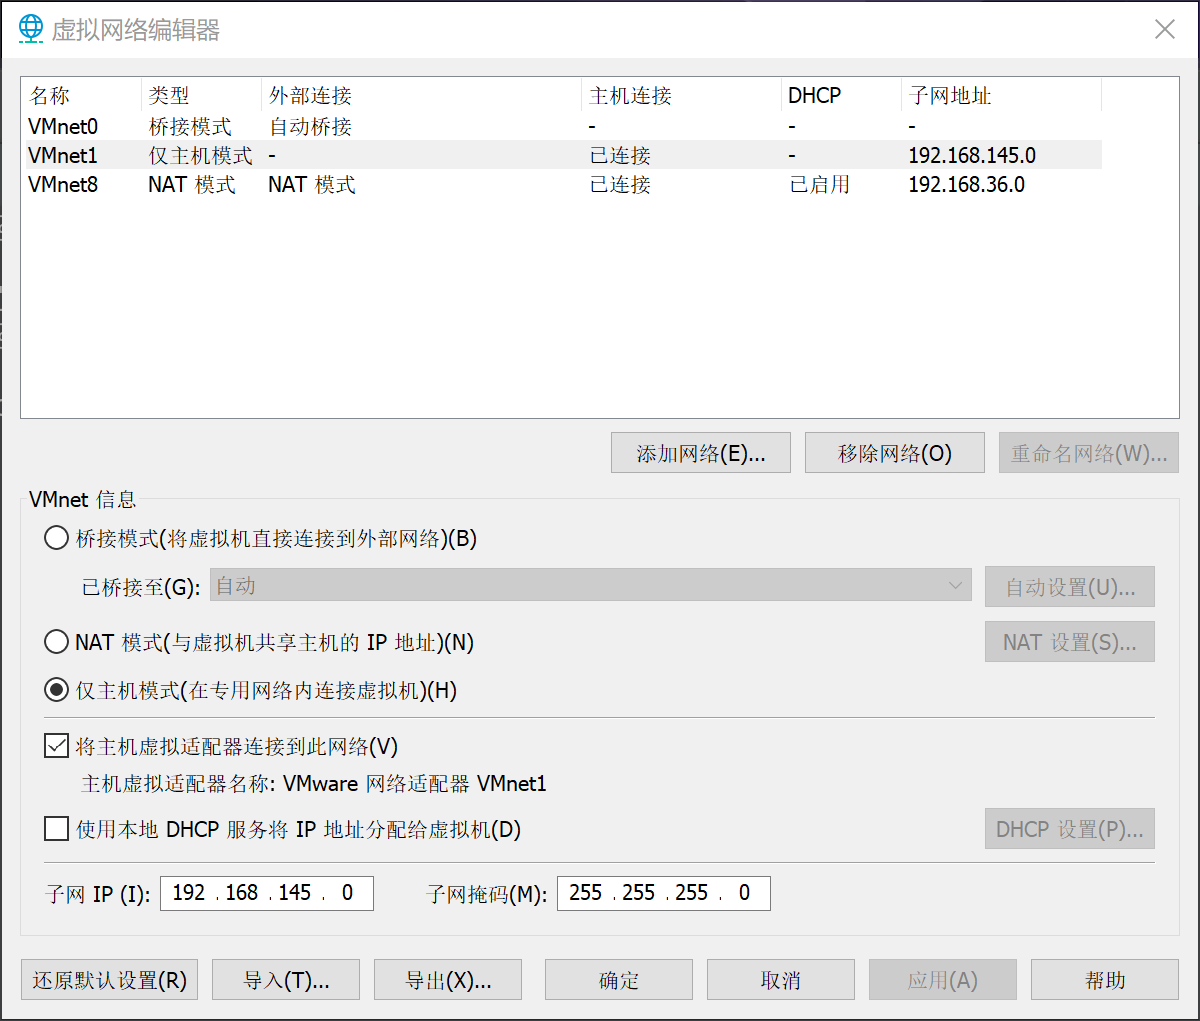 虚拟网络编辑器
名称 类型 外部连接 主机连接 DHCP 子网地址
VMnet0 桥接模式 自动桥接 - - -
VMnet1 仅主机模式 - 已连接 - 192.168.145.0
VMnet8 NAT 模式 NAT 模式 已连接 已启用 192.168.36.0
添加网络(E)... 移除网络(O) 重命名网络(W)...
VMnet 信息
桥接模式(将虚拟机直接连接到外部网络)(B)
已桥接至(G): 自动 自动设置(U)...
NAT 模式(与虚拟机共享主机的 IP 地址)(N) NAT 设置(S)...
仅主机模式(在专用网络内连接虚拟机)(H)
将主机虚拟适配器连接到此网络(V)
主机虚拟适配器名称: VMware 网络适配器 VMnet1
使用本地 DHCP 服务将 IP 地址分配给虚拟机(D) DHCP 设置(P)...
子网 IP (I): 192 . 168 . 145 . 0 子网掩码(M): 255 . 255 . 255 . 0
还原默认设置(R) 导入(T)... 导出(X)... 确定 取消 应用(A) 帮助